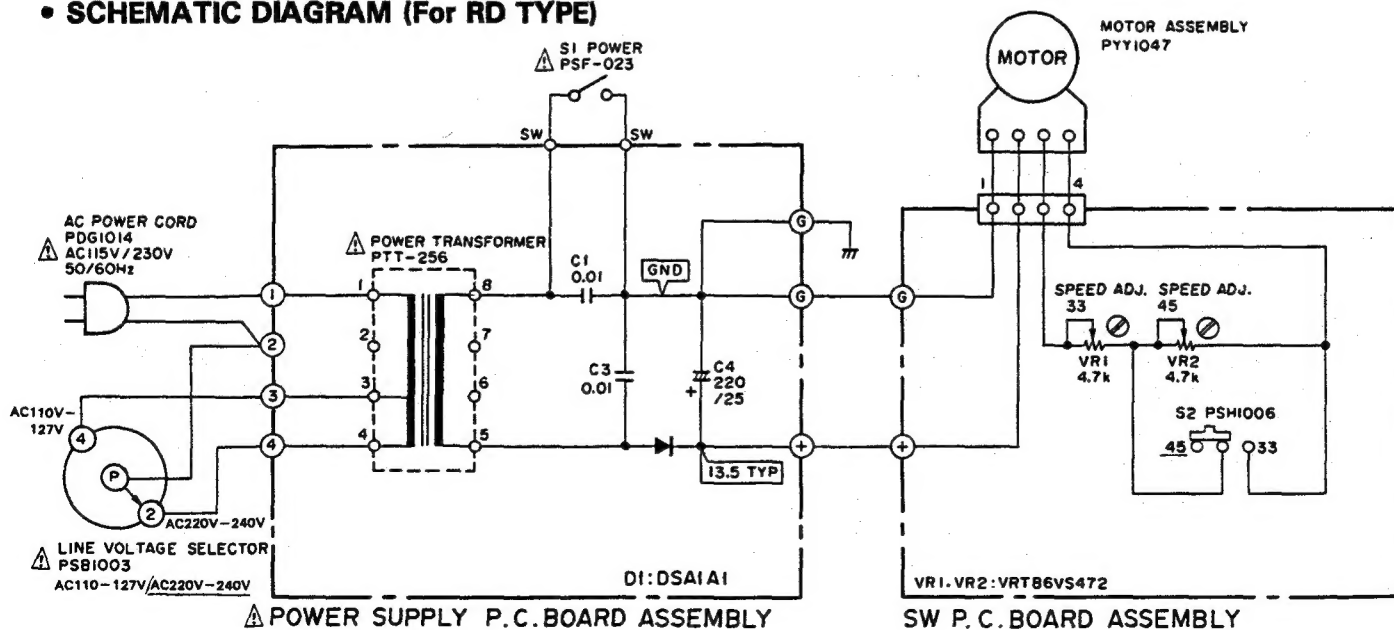 • SCHEMATIC DIAGRAM (For RD TYPE)
S1 POWER
PSF-023
SW
SW
MOTOR
MOTOR ASSEMBLY
PYY1047
1
4
AC POWER CORD
PDG1014
AC115V/230V
50/60Hz
POWER TRANSFORMER
PTT-256
C1
0.01
GND
G
G
G
1
2
3
4
1
2
3
4
8
7
6
5
C3
0.01
C4
220
/25
+
SPEED ADJ.
33
SPEED ADJ.
45
VR1
4.7k
VR2
4.7k
S2 PSH1006
45
33
AC110V-
127V
4
P
2
AC220V-240V
+
+
13.5 TYP
LINE VOLTAGE SELECTOR
PSB1003
AC110-127V/AC220V-240V
D1:DSA1A1
VR1.VR2:VRTB6VS472
POWER SUPPLY P.C.BOARD ASSEMBLY
SW P.C.BOARD ASSEMBLY